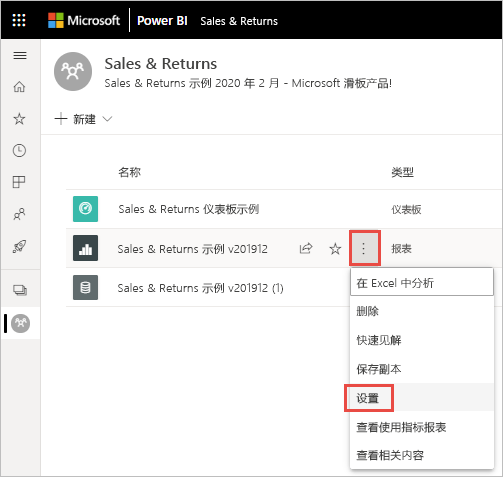 Microsoft Power BI Sales & Returns
Sales & Returns
Sales & Returns 示例 2020 年 2 月 - Microsoft 滑板产品!
新建
名称 类型
Sales & Returns 仪表板示例 仪表板
Sales & Returns 示例 v201912 报表
Sales & Returns 示例 v201912 (1)
在 Excel 中分析
删除
快速见解
保存副本
设置
查看使用指标报表
查看相关内容